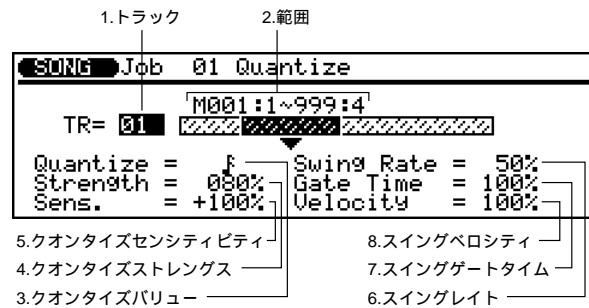 1.トラック 2.範囲
SONG Job 01 Quantize
M001:1~999:4
TR= 01
Quantize = Swing Rate = 50%
Strength = 080% Gate Time = 100%
Sens. = +100% Velocity = 100%
5.クオンタイズセンシティビティ 8.スイングベロシティ
4.クオンタイズストレングス 7.スイングゲートタイム
3.クオンタイズバリュー 6.スイングレイト